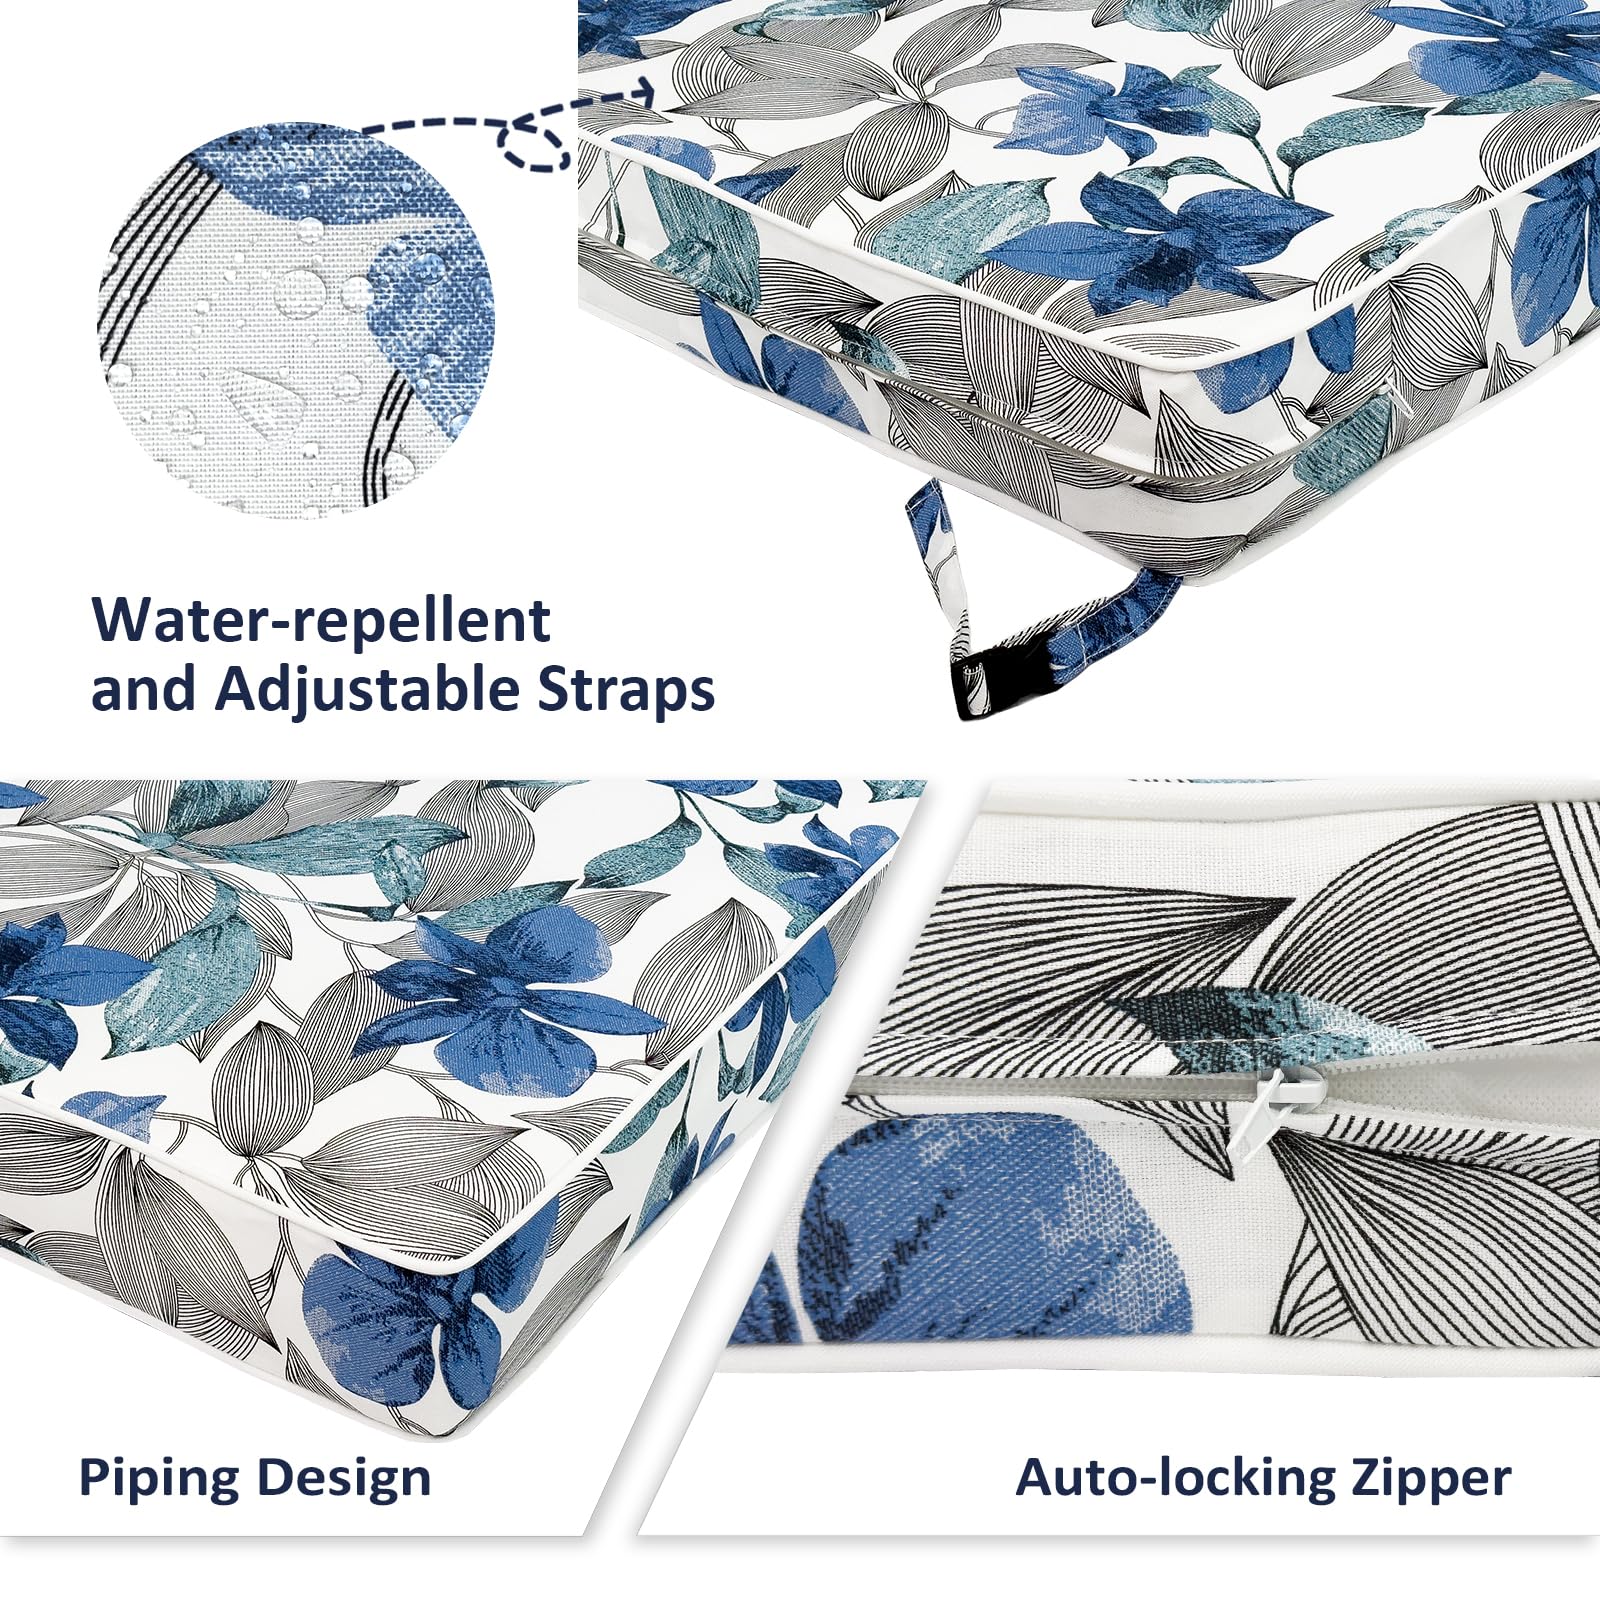 Water-repellent
and Adjustable Straps
Piping Design
Auto-locking Zipper